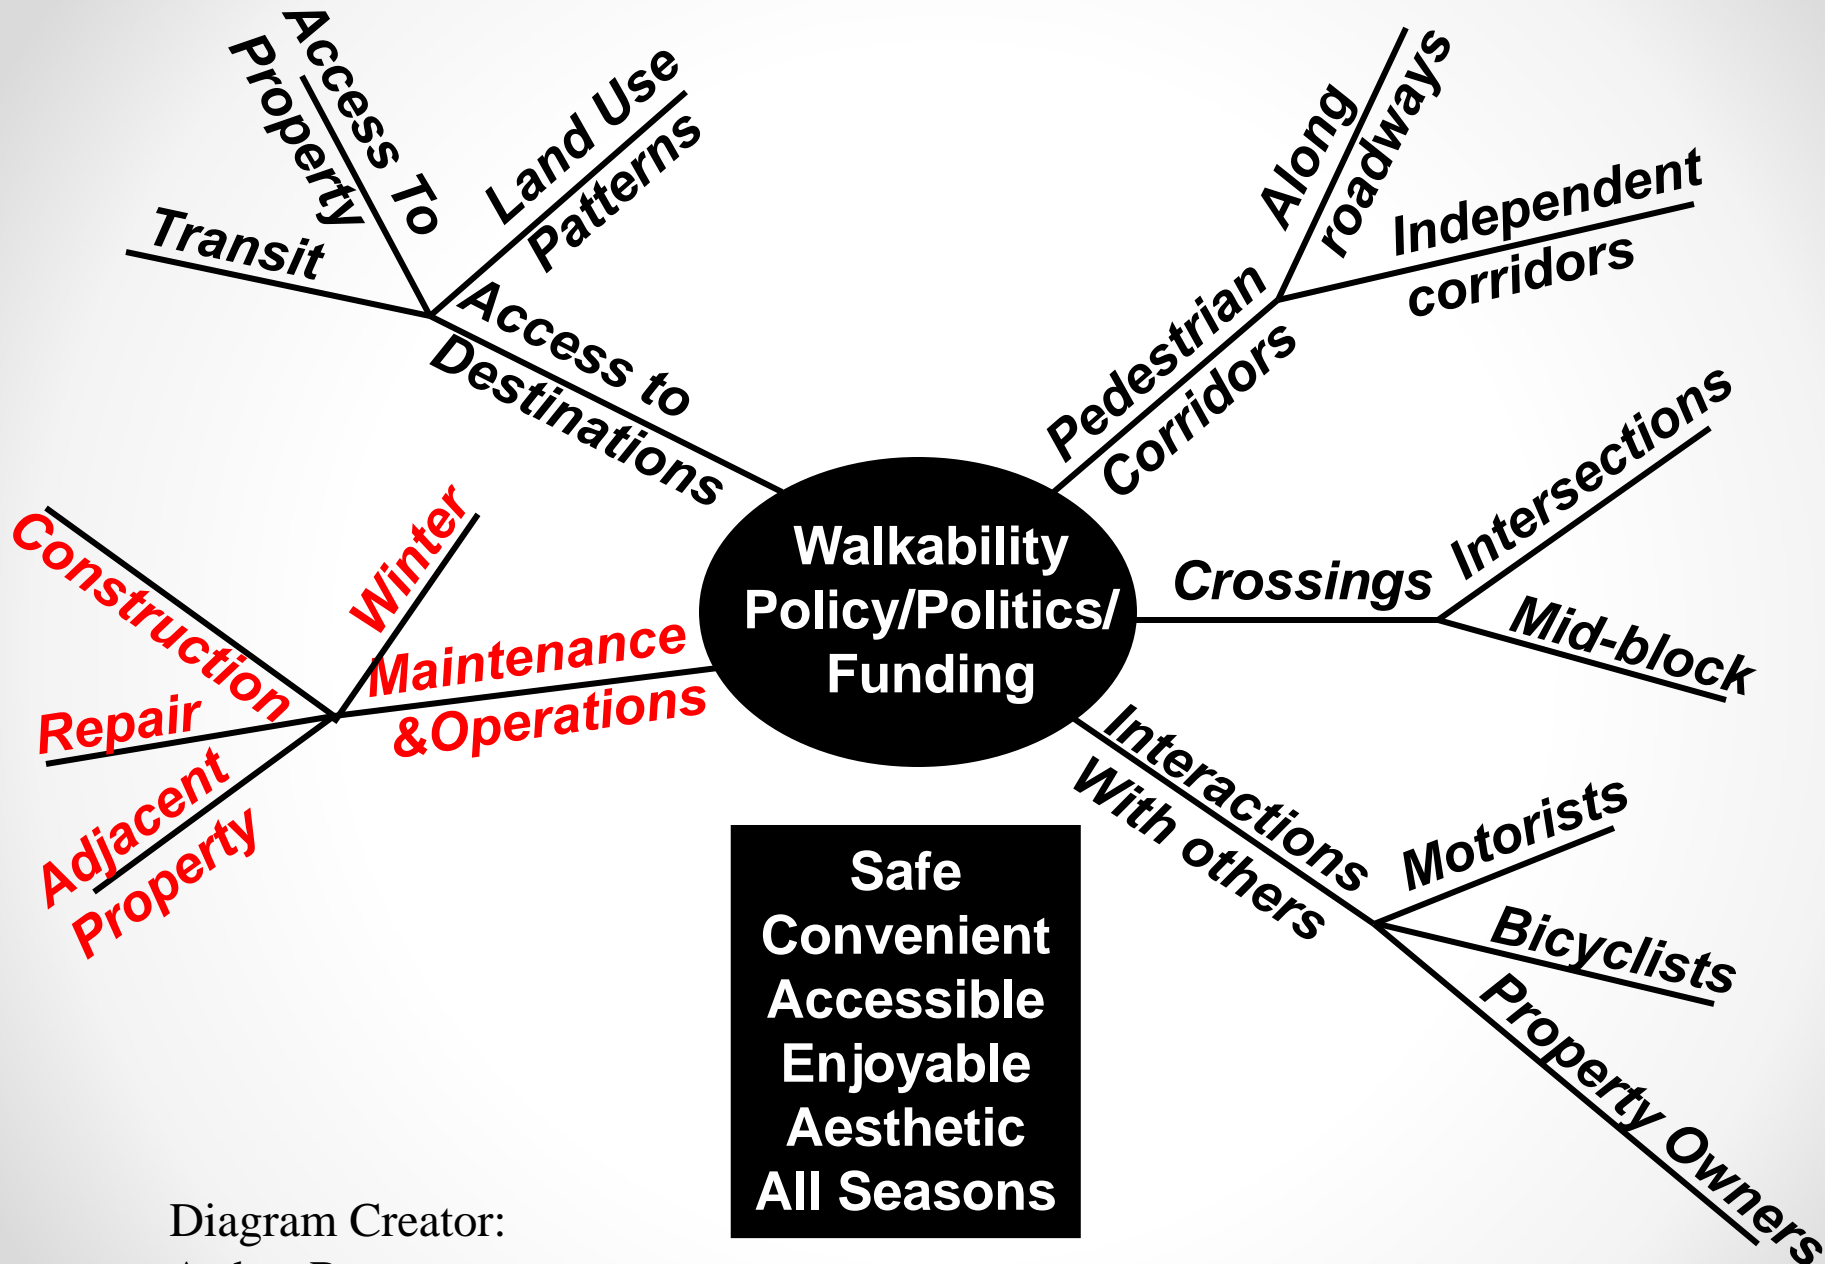 Access To
Property
Land Use
Patterns
Transit
Access to
Destinations
Along
roadways
Independent
corridors
Pedestrian
Corridors
Intersections
Crossings
Mid-block
Walkability
Policy/Politics/
Funding
Construction
Winter
Maintenance
&Operations
Repair
Adjacent
Property
Interactions
With others
Motorists
Bicyclists
Property Owners
Safe
Convenient
Accessible
Enjoyable
Aesthetic
All Seasons
Diagram Creator: